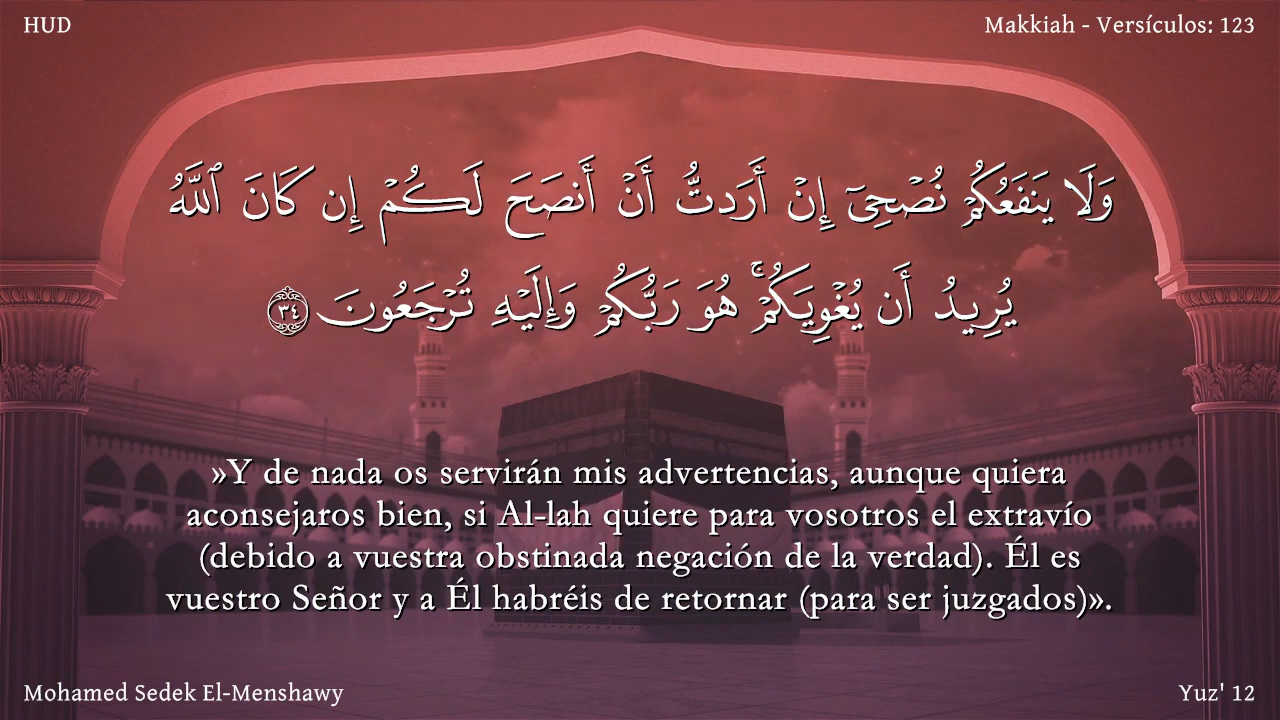 HUD
Makkiah - Versículos: 123
وَلَا يَنفَعُكُمْ نُصْحِىٓ إِنْ أَرَدتُّ أَنْ أَنصَحَ لَكُمْ إِن كَانَ ٱللَّهُ
يُرِيدُ أَن يُغْوِيَكُمْ ۚ هُوَ رَبُّكُمْ وَإِلَيْهِ تُرْجَعُونَ ٣٤
»Y de nada os servirán mis advertencias, aunque quiera
aconsejaros bien, si Al-lah quiere para vosotros el extravío
(debido a vuestra obstinada negación de la verdad). Él es
vuestro Señor y a Él habréis de retornar (para ser juzgados)».
Mohamed Sedek El-Menshawy
Yuz' 12